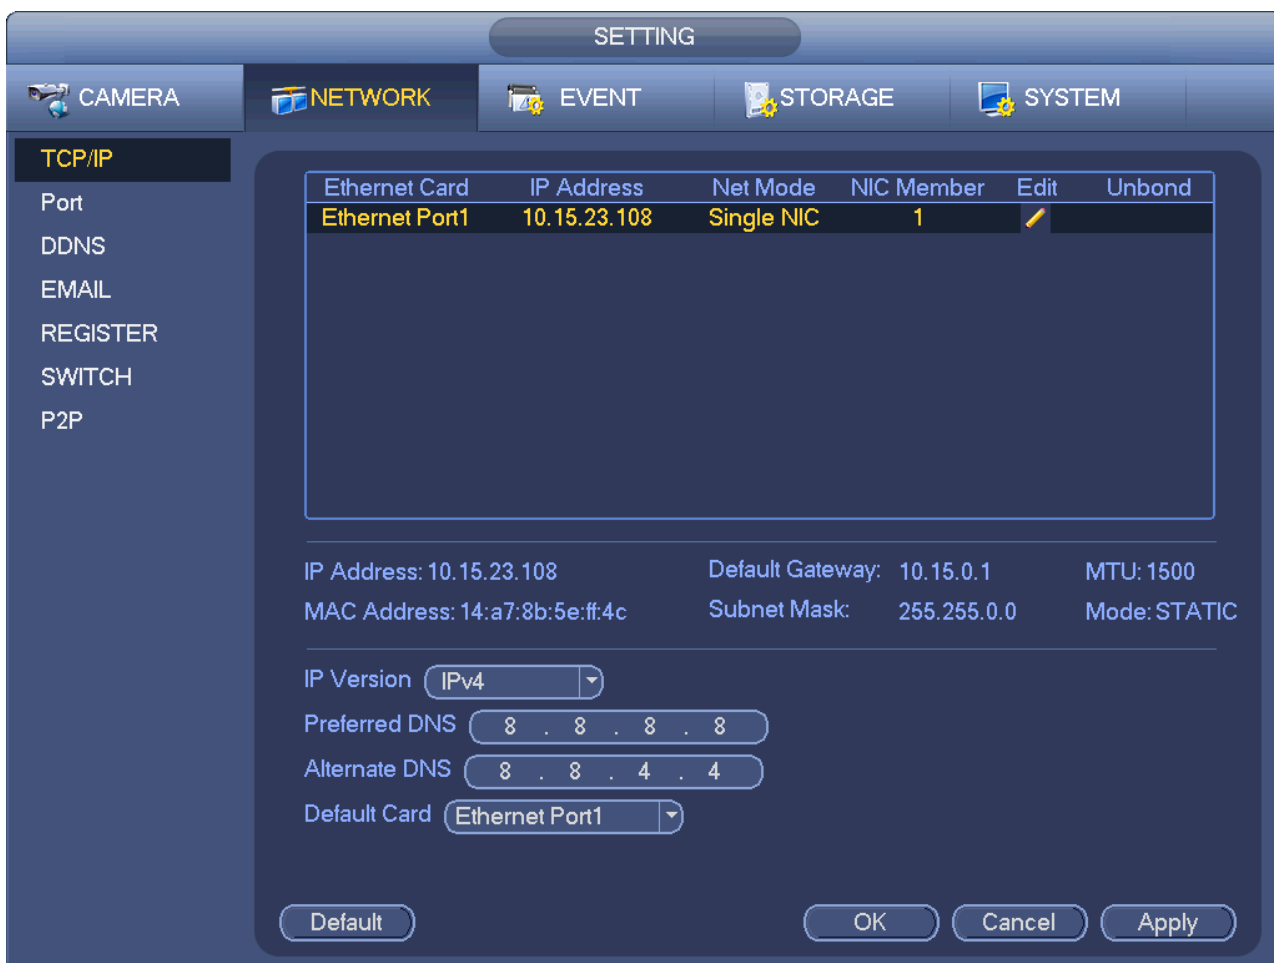 SETTING
CAMERA NETWORK EVENT STORAGE SYSTEM
TCP/IP
Port
DDNS
EMAIL
REGISTER
SWITCH
P2P
Ethernet Card IP Address Net Mode NIC Member Edit Unbond
Ethernet Port1 10.15.23.108 Single NIC 1
IP Address: 10.15.23.108 Default Gateway: 10.15.0.1 MTU: 1500
MAC Address: 14:a7:8b:5e:ff:4c Subnet Mask: 255.255.0.0 Mode: STATIC
IP Version IPv4
Preferred DNS 8 . 8 . 8 . 8
Alternate DNS 8 . 8 . 4 . 4
Default Card Ethernet Port1
Default OK Cancel Apply